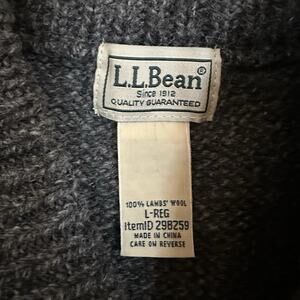 L.L.Bean®
Since 1912
QUALITY GUARANTEED
100% LAMBS' WOOL
L-REG
ItemID 298259
MADE IN CHINA
CARE ON REVERSE